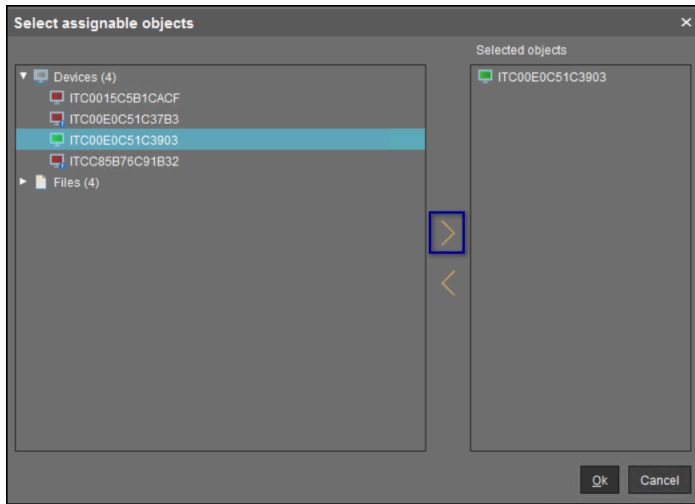 Select assignable objects
Selected objects
Devices (4)
ITC0015C5B1CACF
ITC00E0C51C37B3
ITC00E0C51C3903
ITCC85B76C91B32
Files (4)
ITC00E0C51C3903
Ok
Cancel